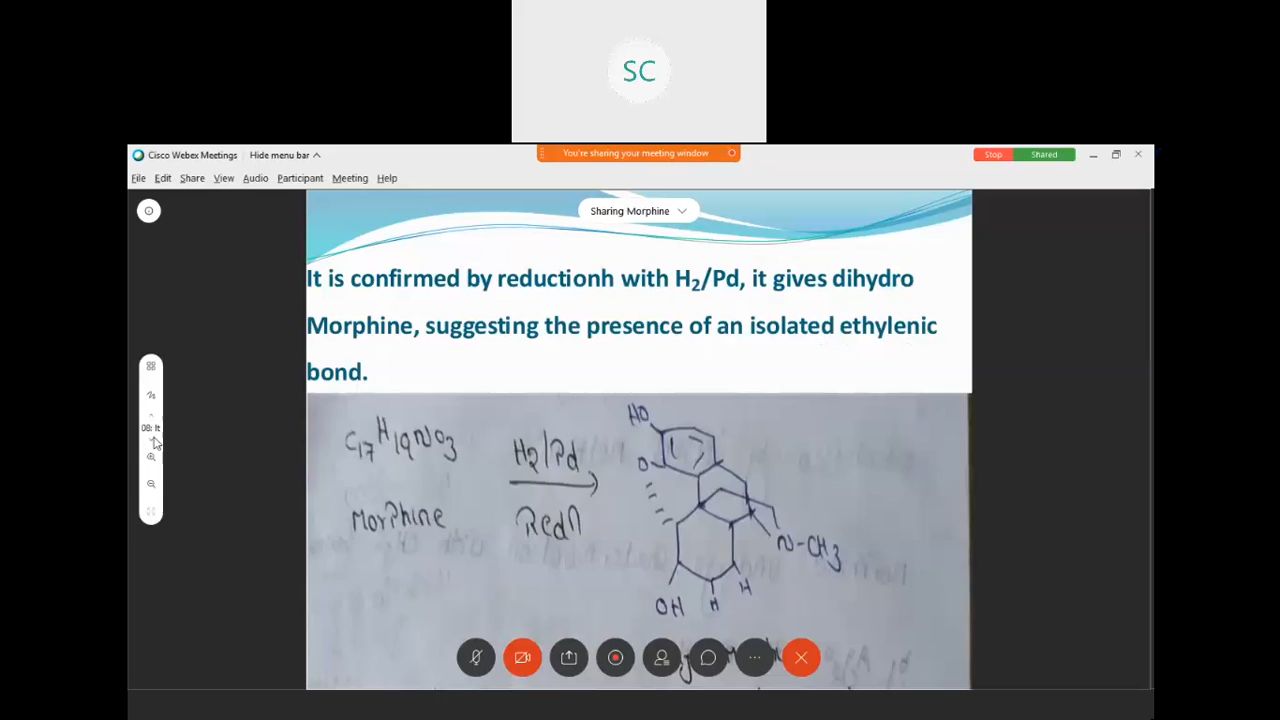 SC
Cisco Webex Meetings Hide menu bar
You're sharing your meeting window
Stop Shared
File Edit Share View Audio Participant Meeting Help
Sharing Morphine
It is confirmed by reductionh with H₂/Pd, it gives dihydro
Morphine, suggesting the presence of an isolated ethylenic
bond.
C17H19NO3
H2/Pd
Morphine
Redn
HO
O
N-CH3
OH H H
08: It